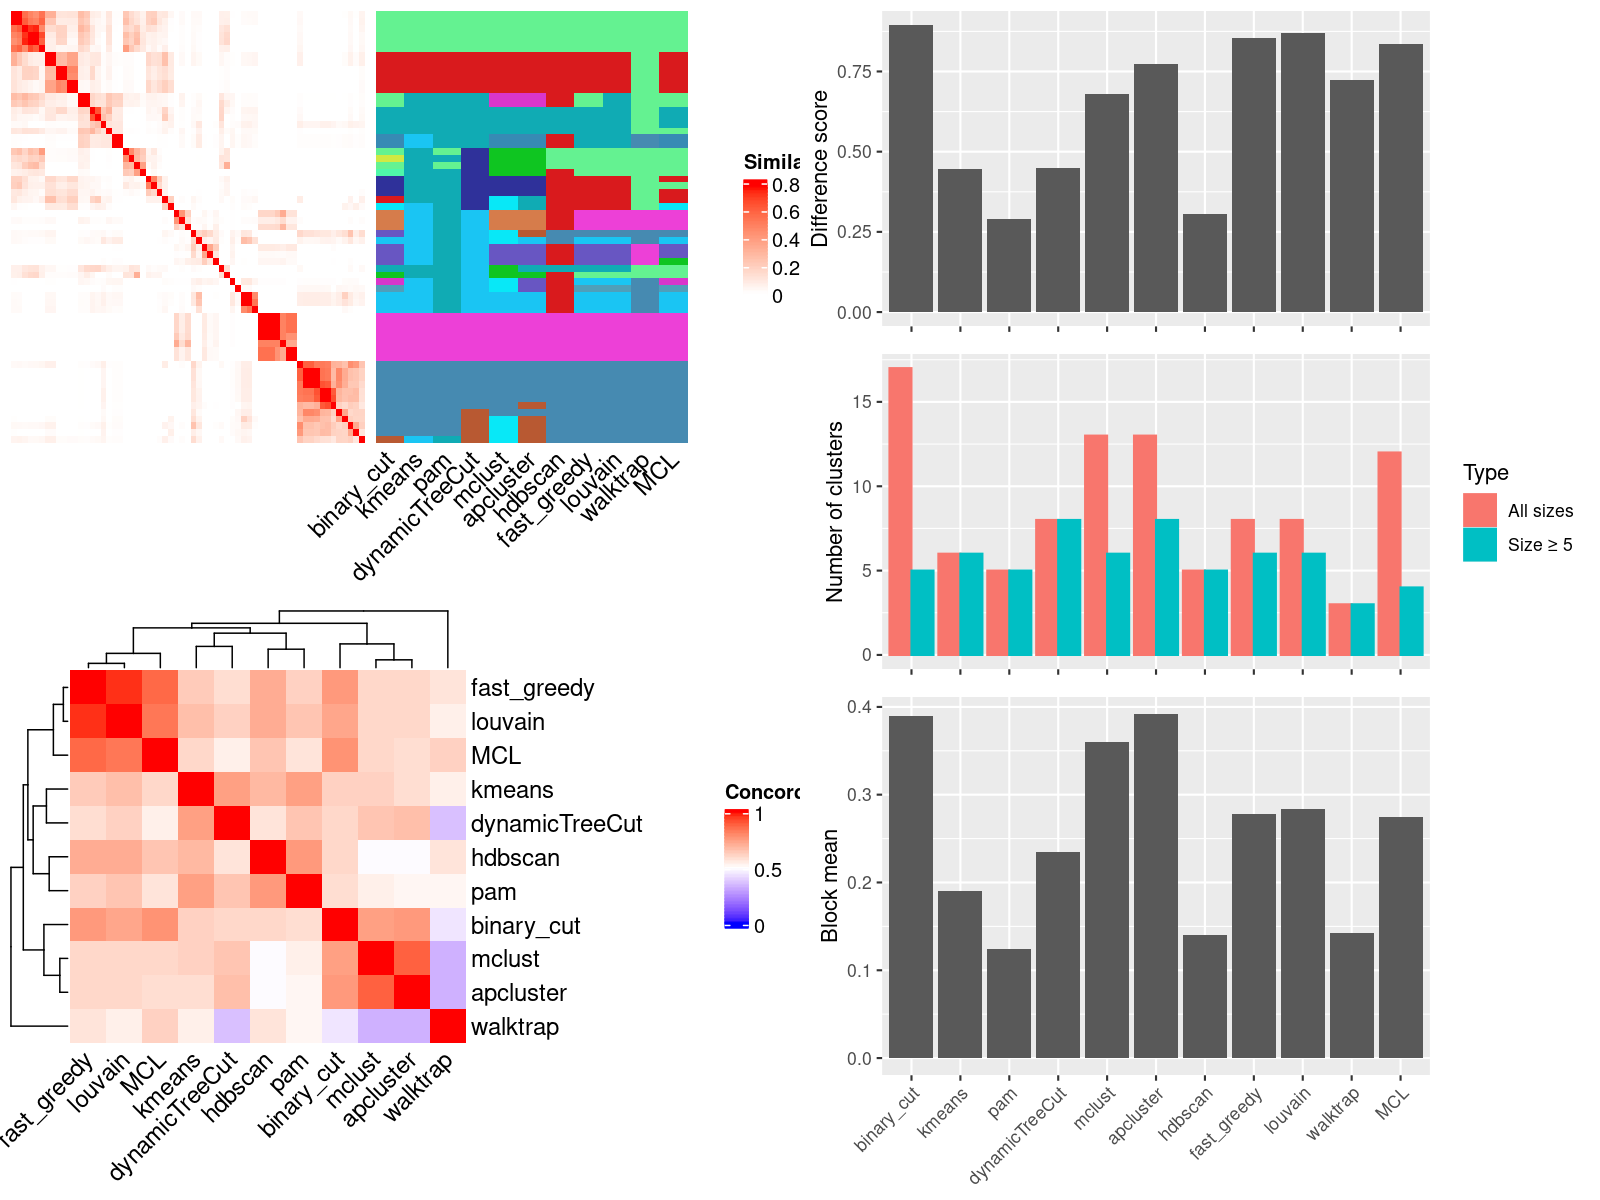 Simila
0.8
0.6
0.4
0.2
0
binary_cut
kmeans
pam
dynamicTreeCut
mclust
apcluster
hdbscan
fast_greedy
louvain
walktrap
MCL
fast_greedy
louvain
MCL
kmeans
dynamicTreeCut
hdbscan
pam
binary_cut
mclust
apcluster
walktrap
fast_greedy
louvain
MCL
kmeans
dynamicTreeCut
hdbscan
pam
binary_cut
mclust
apcluster
walktrap
Concord
1
0.5
0
Difference score
0.75
0.50
0.25
0.00
Number of clusters
15
10
5
0
Type
All sizes
Size ≥ 5
Block mean
0.4
0.3
0.2
0.1
0.0
binary_cut
kmeans
pam
dynamicTreeCut
mclust
apcluster
hdbscan
fast_greedy
louvain
walktrap
MCL